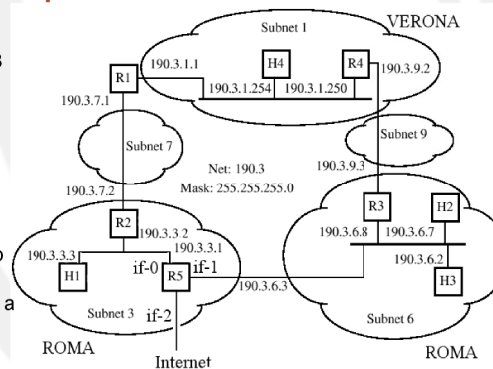 VERONA
Subnet 1
190.3.1.1
H4
R4
190.3.9.2
R1
190.3.1.254
190.3.1.250
190.3.7.1
Subnet 7
Subnet 9
Net: 190.3
Mask: 255.255.255.0
190.3.9.3
190.3.7.2
R2
R3
H2
190.3.3.2
190.3.6.8
190.3.6.7
190.3.3.3
190.3.3.1
H1
if-0
R5
if-1
190.3.6.2
H3
190.3.6.3
a
Subnet 3
if-2
Subnet 6
ROMA
Internet
ROMA